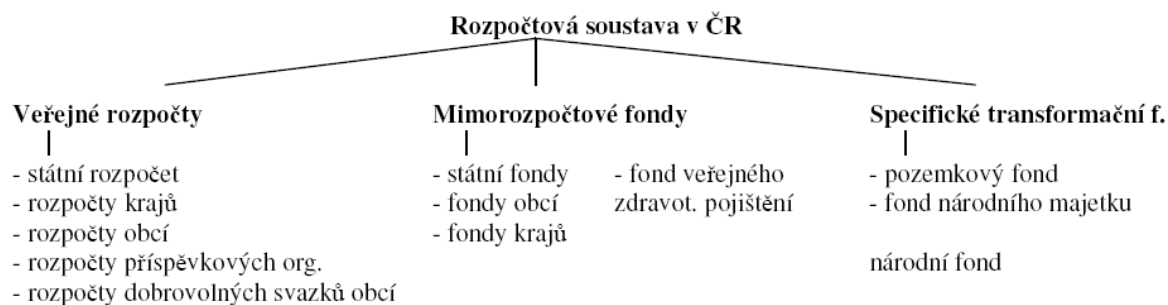 Rozpočtová soustava v ČR
Veřejné rozpočty
- státní rozpočet
- rozpočty krajů
- rozpočty obcí
- rozpočty příspěvkových org.
- rozpočty dobrovolných svazků obcí
Mimorozpočtové fondy
- státní fondy
- fondy obcí
- fondy krajů
- fond veřejného
zdravot. pojištění
Specifické transformační f.
- pozemkový fond
- fond národního majetku
národní fond